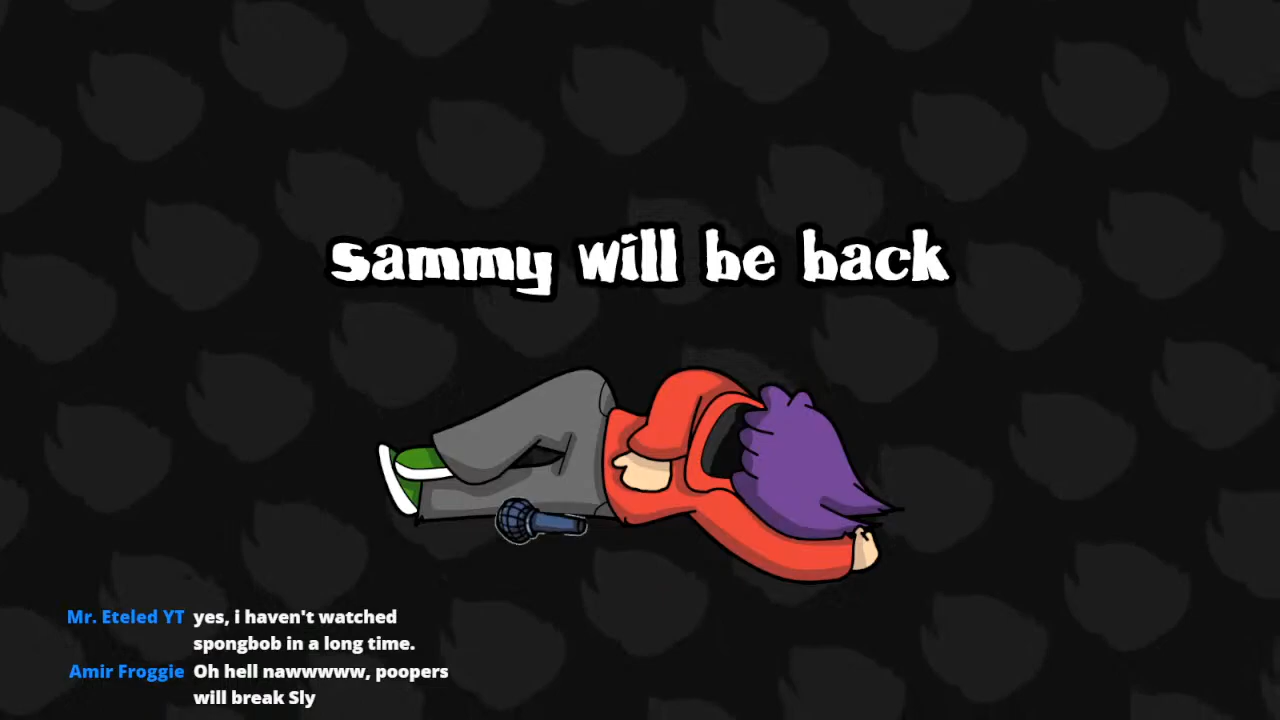 sammy will be back
Mr. Eteled YT yes, i haven't watched
spongbob in a long time.
Amir Froggie Oh hell nawwwww, poopers
will break Sly